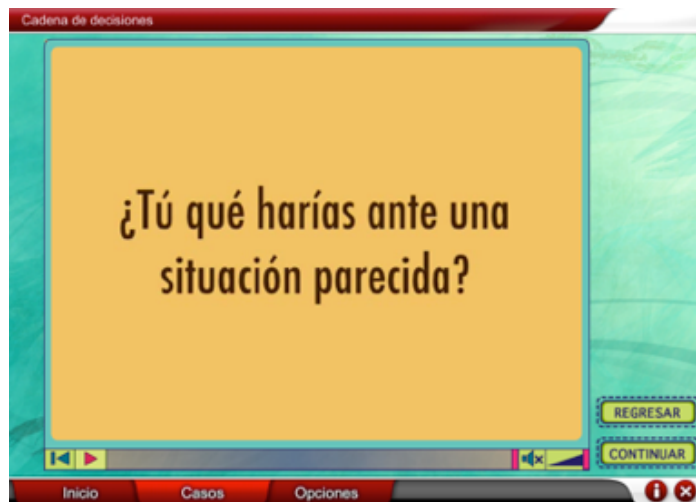 Cadena de decisiones
¿Tú qué harías ante una
situación parecida?
REGRESAR
CONTINUAR
Inicio
Casos
Opciones